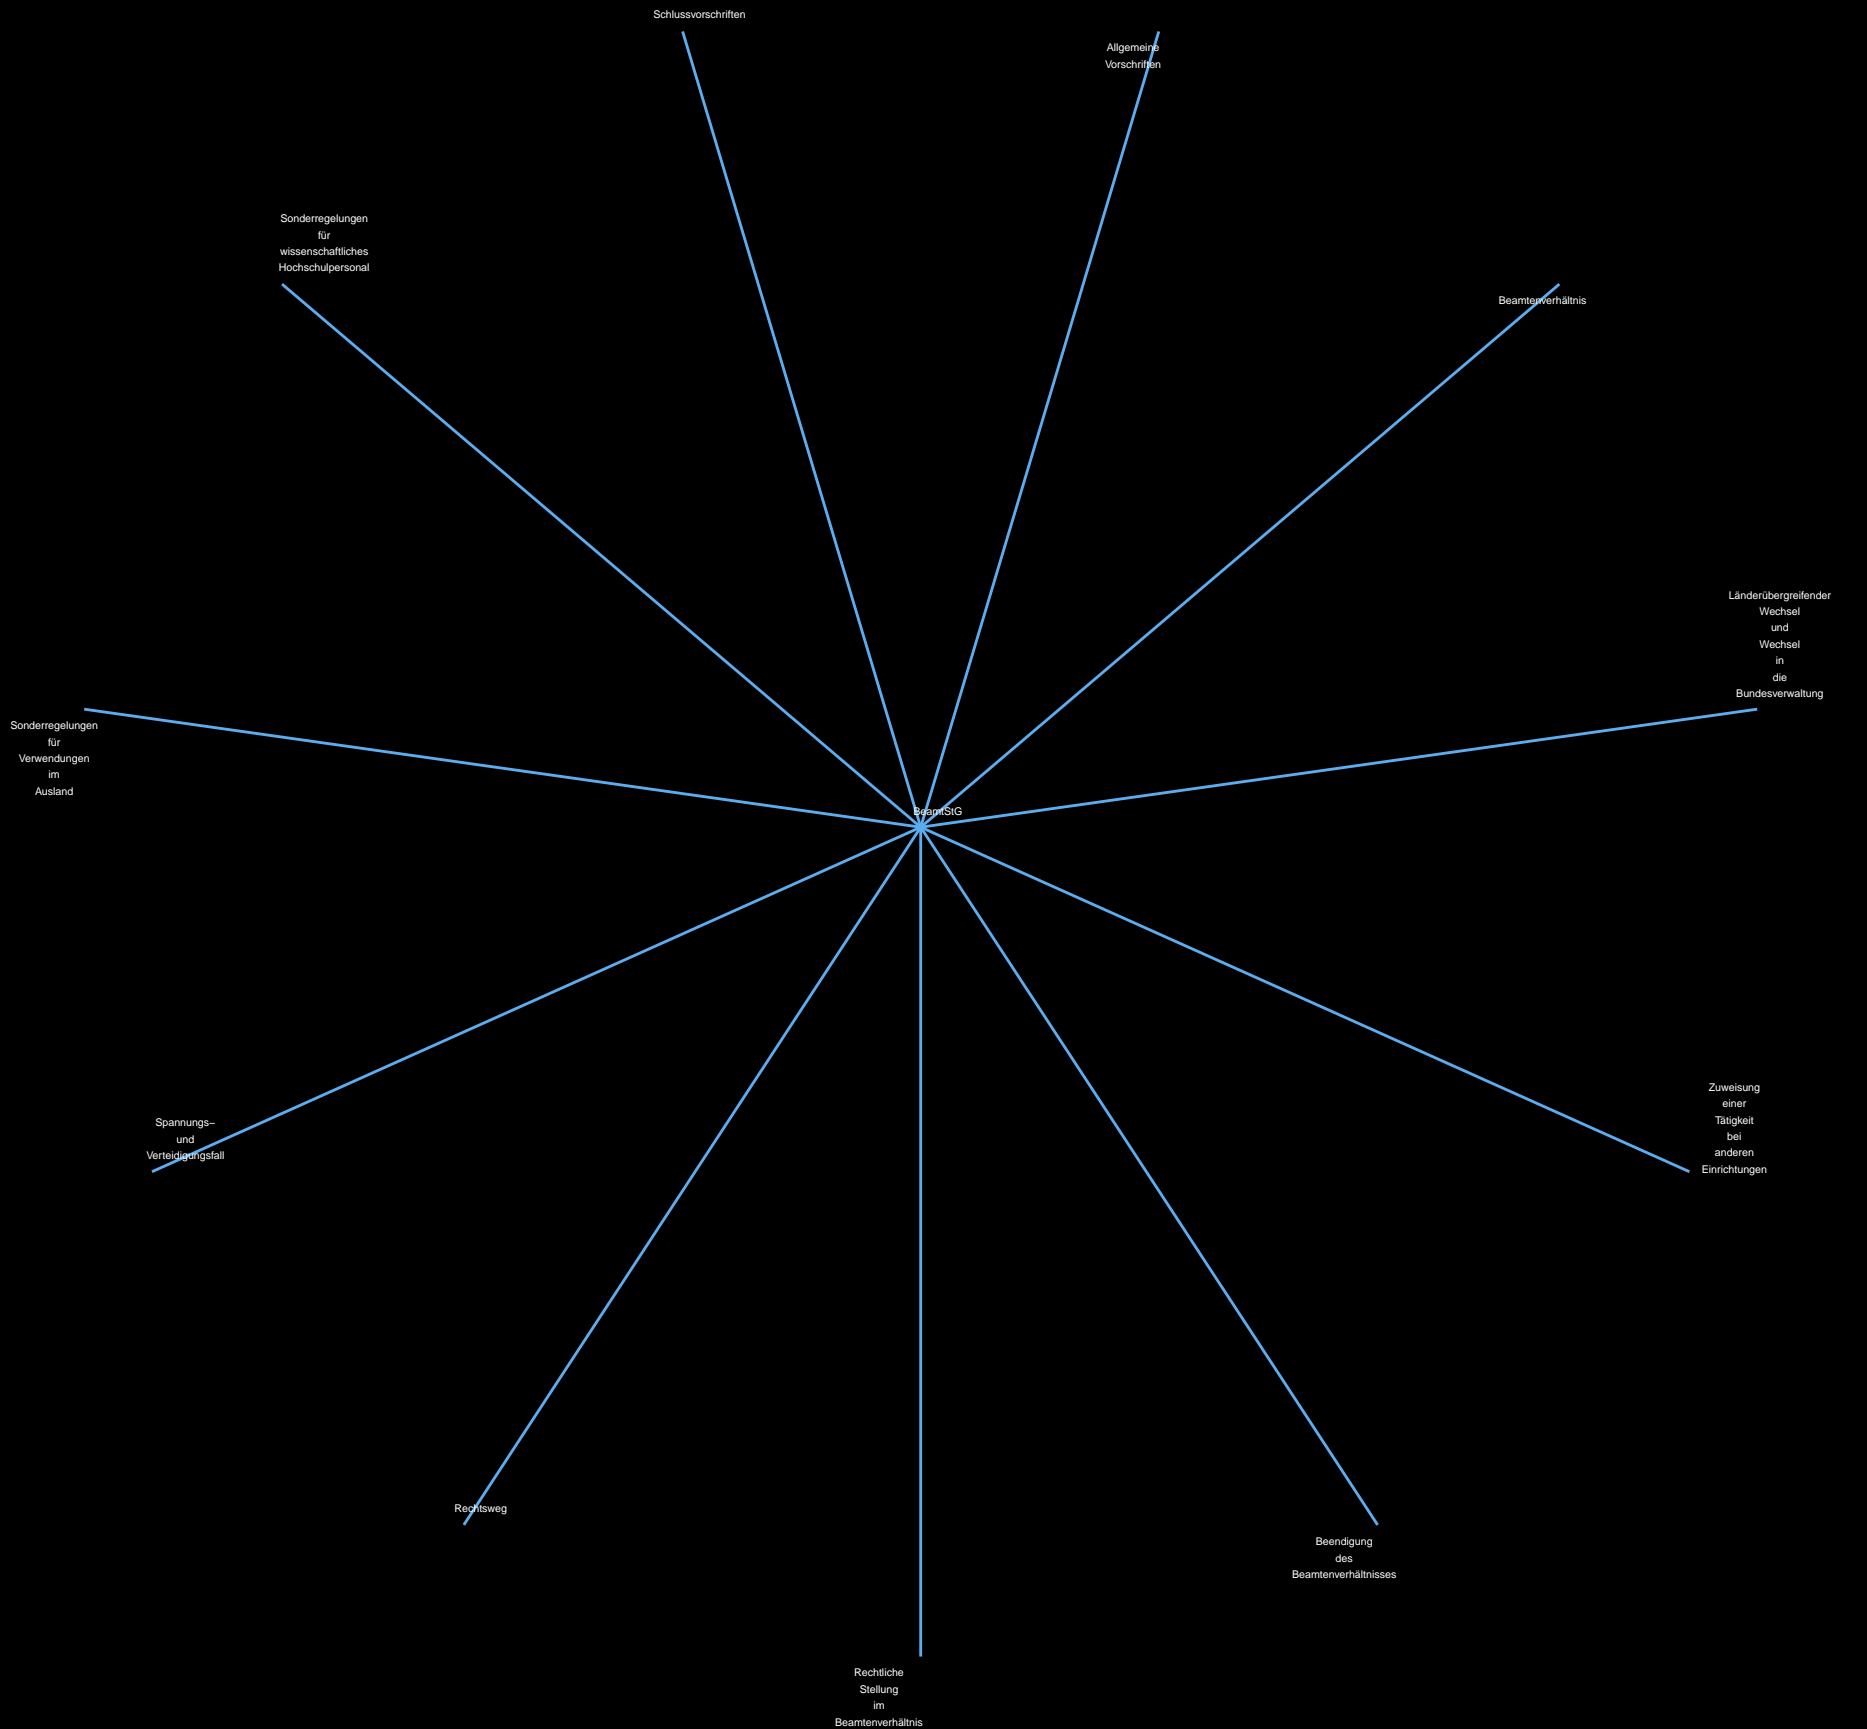 Schlussvorschriften
Allgemeine
Vorschriften
Sonderregelungen
für
wissenschaftliches
Hochschulpersonal
Beamtenverhältnis
Länderübergreifender
Wechsel
und
Wechsel
in
die
Bundesverwaltung
Sonderregelungen
für
Verwendungen
im
Ausland
BeamtStG
Zuweisung
einer
Tätigkeit
bei
anderen
Einrichtungen
Spannungs–
und
Verteidigungsfall
Rechtsweg
Beendigung
des
Beamtenverhältnisses
Rechtliche
Stellung
im
Beamtenverhältnis